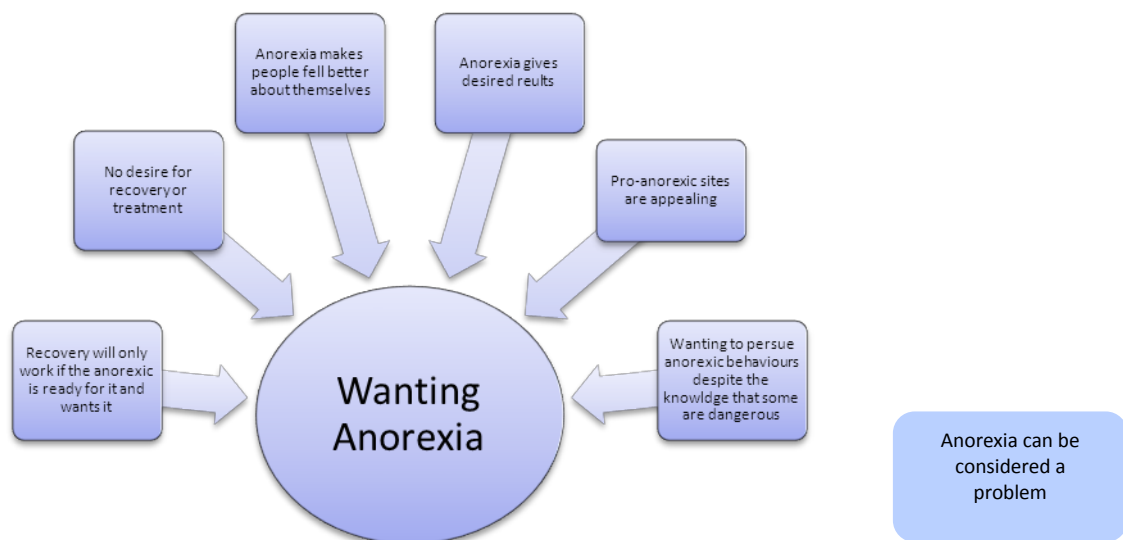 Anorexia makes
people fell better
about themselves
Anorexia gives
desired reults
No desire for
recovery or
treatment
Pro-anorexic sites
are appealing
Recovery will only
work if the anorexic
is ready for it and
wants it
Wanting
Anorexia
Wanting to persue
anorexic behaviours
despite the
knowldge that some
are dangerous
Anorexia can be
considered a
problem